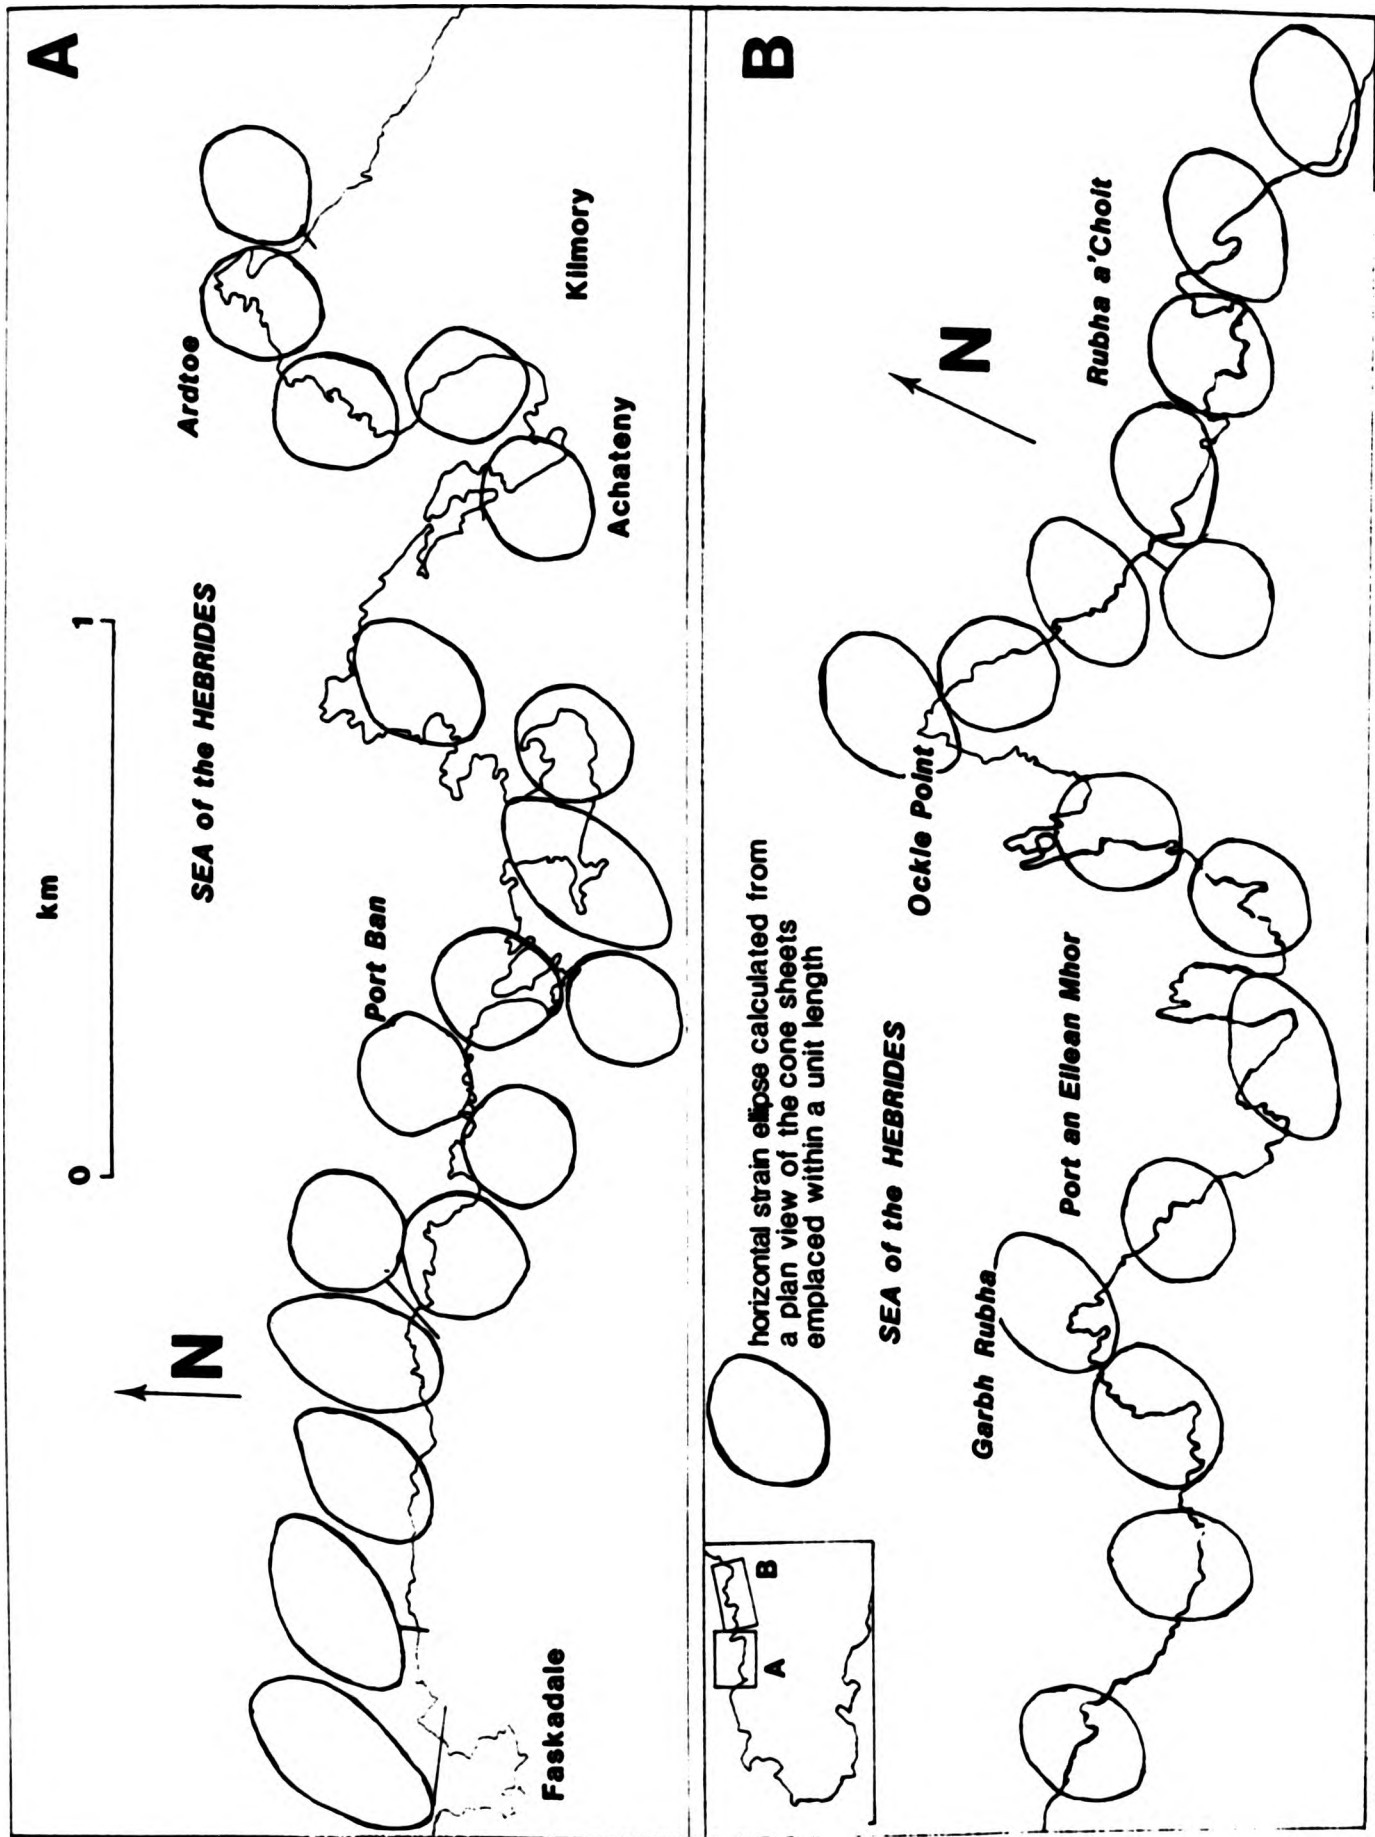 A
km
0 1
SEA of the HEBRIDES
N
Ardtoe
Port Ban
Kilmory
Achateny
Faskadale
B
horizontal strain ellipse calculated from
a plan view of the cone sheets
emplaced within a unit length
A
B
SEA of the HEBRIDES
N
Ockle Point
Garbh Rubha
Port an Eilean Mhor
Rubha a'Choit